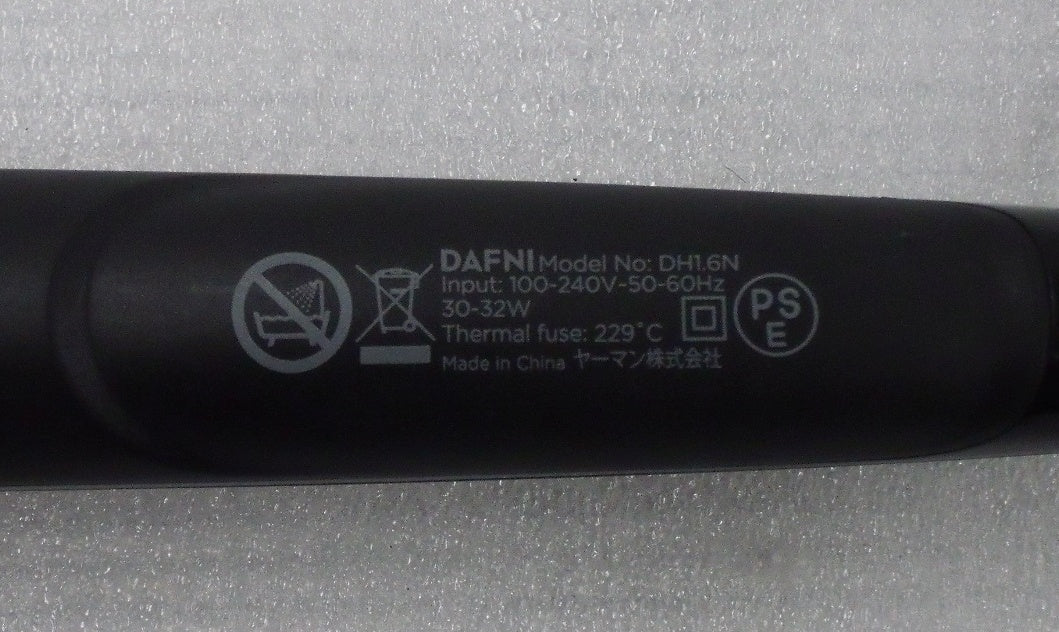 DAFNI Model No: DH1.6N
Input: 100-240V~50-60Hz
30-32W
Thermal fuse: 229°C
Made in China ヤーマン株式会社
PS
E